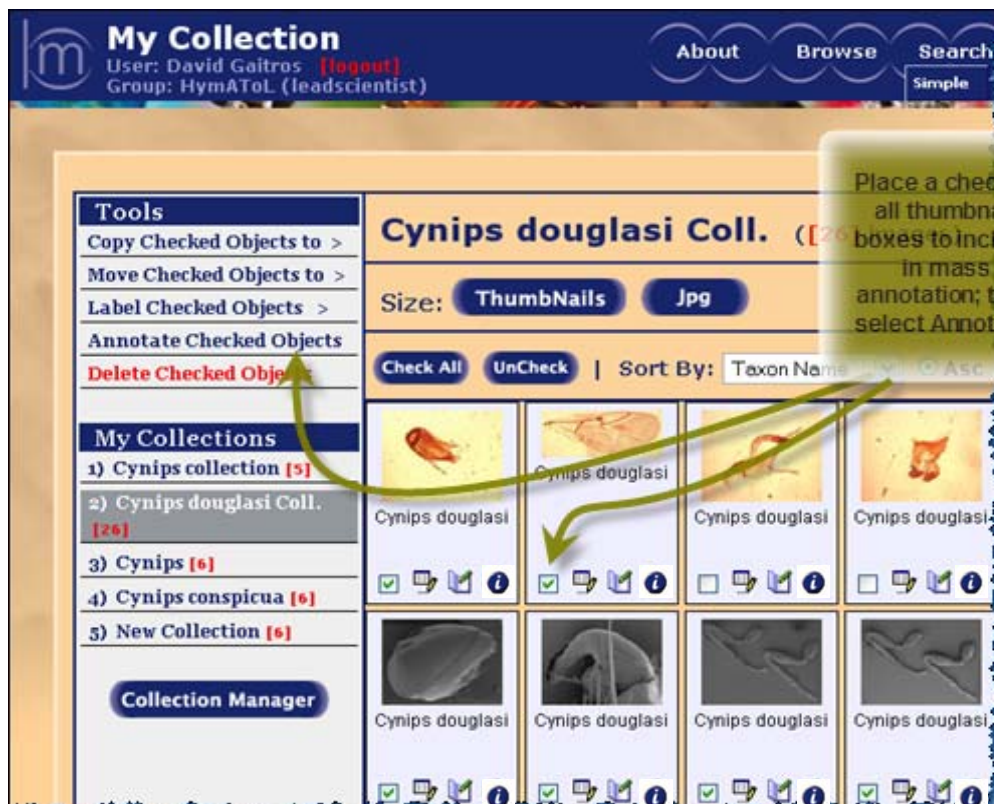 My Collection
User: David Gaitros [logout]
Group: HymAToL (leadscientist)
About Browse Search
Simple
Tools
Copy Checked Objects to >
Move Checked Objects to >
Label Checked Objects >
Annotate Checked Objects
Delete Checked Objects
My Collections
1) Cynips collection [5]
2) Cynips douglasi Coll.
[26]
3) Cynips [6]
4) Cynips conspicua [6]
5) New Collection [6]
Collection Manager
Cynips douglasi Coll. ([26
Place a chec
all thumbna
boxes to incl
in mass
annotation; t
select Annot
Size: ThumbNails Jpg
Check All UnCheck | Sort By: Taxon Name Asc
Cynips douglasi Cynips douglasi Cynips douglasi Cynips douglasi
Cynips douglasi Cynips douglasi Cynips douglasi Cynips douglasi